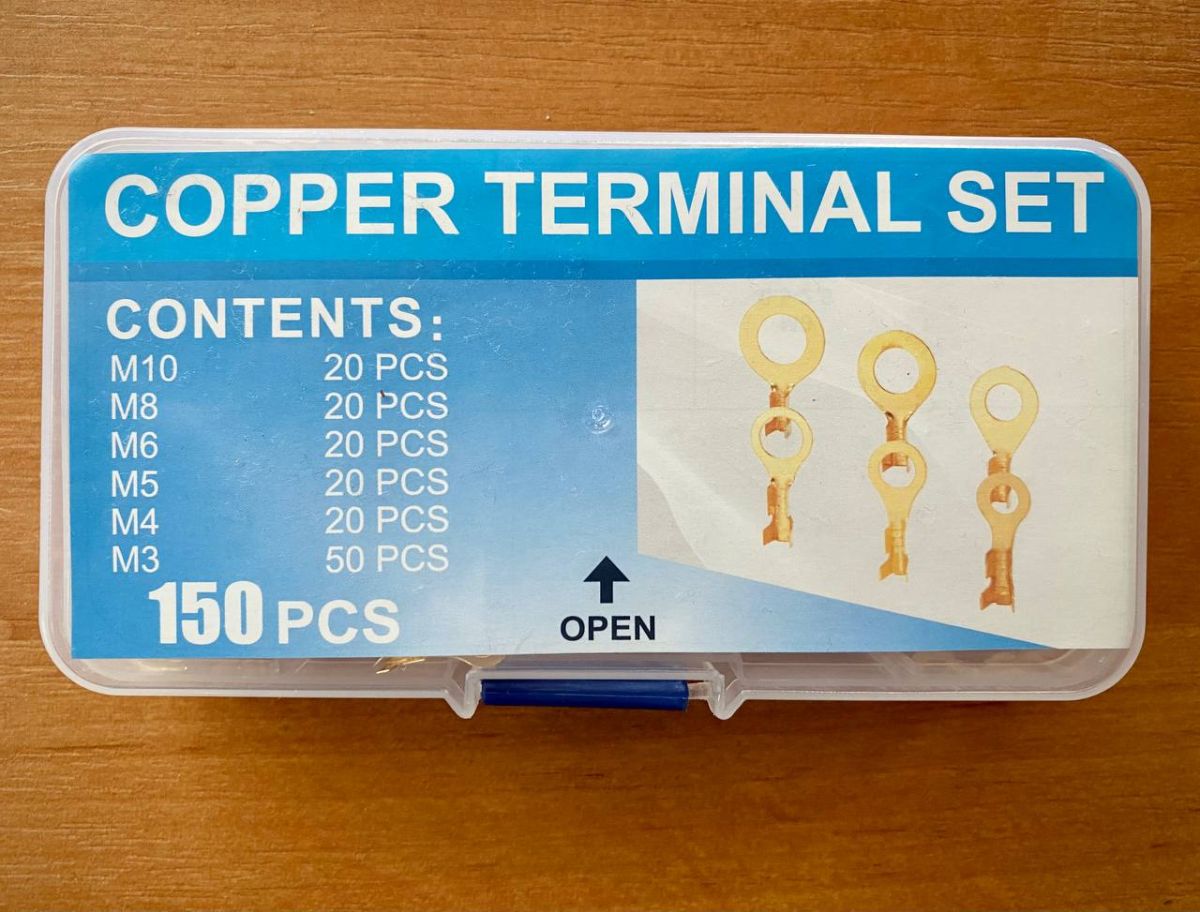 COPPER TERMINAL SET
CONTENTS:
M10 20 PCS
M8 20 PCS
M6 20 PCS
M5 20 PCS
M4 20 PCS
M3 50 PCS
150 PCS
OPEN